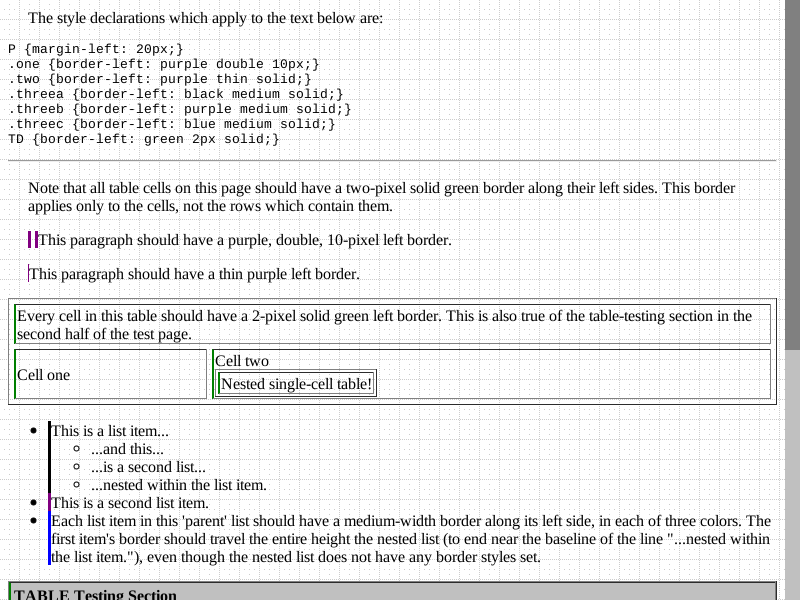 The style declarations which apply to the text below are:
P {margin-left: 20px;}
.one {border-left: purple double 10px;}
.two {border-left: purple thin solid;}
.threea {border-left: black medium solid;}
.threeb {border-left: purple medium solid;}
.threec {border-left: blue medium solid;}
TD {border-left: green 2px solid;}
Note that all table cells on this page should have a two-pixel solid green border along their left sides. This border
applies only to the cells, not the rows which contain them.
This paragraph should have a purple, double, 10-pixel left border.
This paragraph should have a thin purple left border.
Every cell in this table should have a 2-pixel solid green left border. This is also true of the table-testing section in the
second half of the test page.
Cell one
Cell two
Nested single-cell table!
This is a list item...
...and this...
...is a second list...
...nested within the list item.
This is a second list item.
Each list item in this 'parent' list should have a medium-width border along its left side, in each of three colors. The
first item's border should travel the entire height the nested list (to end near the baseline of the line "...nested within
the list item."), even though the nested list does not have any border styles set.
TABLE Testing Section